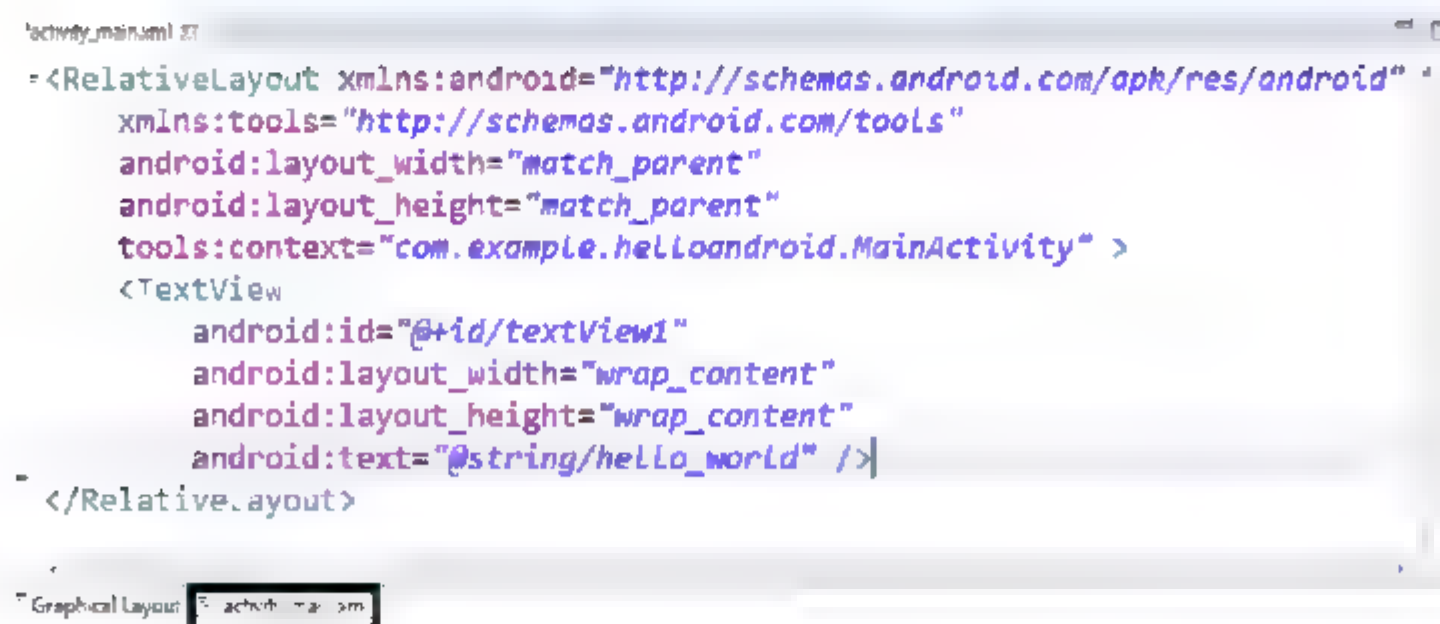 activity_main.xml
<RelativeLayout xmlns:android="http://schemas.android.com/apk/res/android"
xmlns:tools="http://schemas.android.com/tools"
android:layout_width="match_parent"
android:layout_height="match_parent"
tools:context="com.example.helloandroid.MainActivity" >
<TextView
android:id="@+id/textView1"
android:layout_width="wrap_content"
android:layout_height="wrap_content"
android:text="@string/hello_world" />
</RelativeLayout>
Graphical Layout